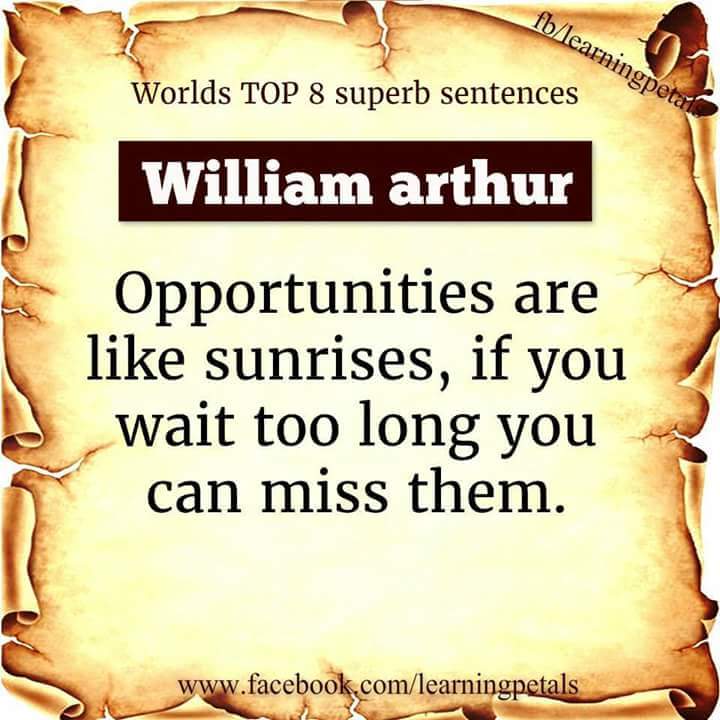 fb/learningpetals
Worlds TOP 8 superb sentences
William arthur
Opportunities are
like sunrises, if you
wait too long you
can miss them.
www.facebook.com/learningpetals